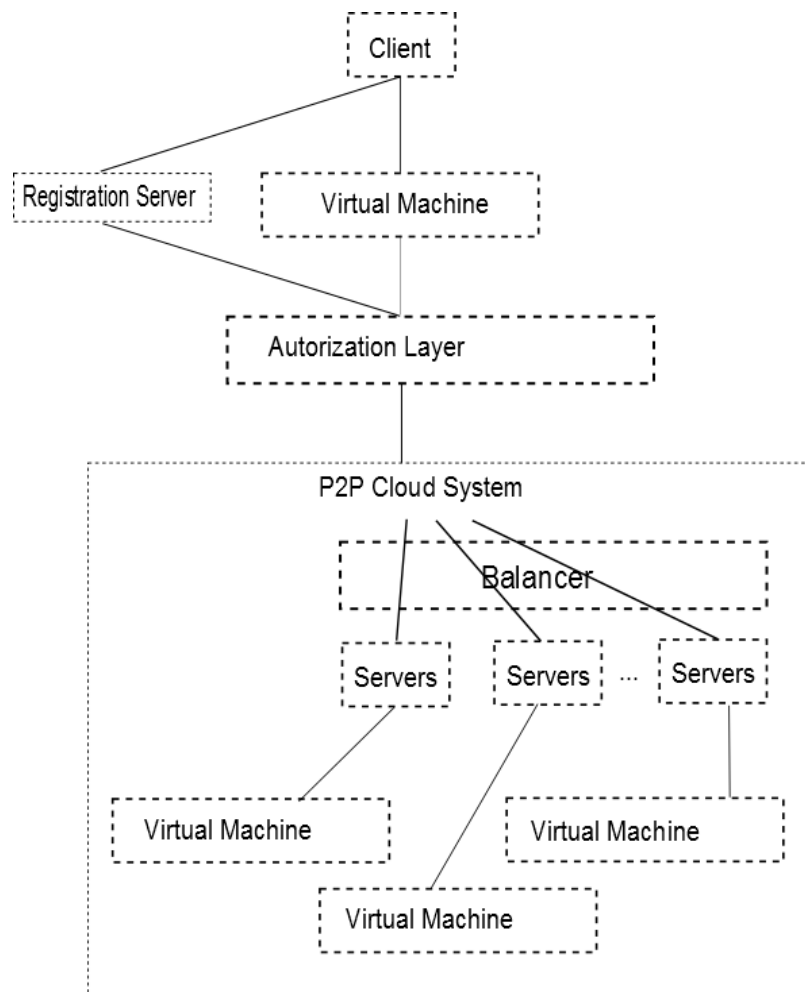 Client
Registration Server
Virtual Machine
Autorization Layer
P2P Cloud System
Balancer
Servers
Servers
...
Servers
Virtual Machine
Virtual Machine
Virtual Machine